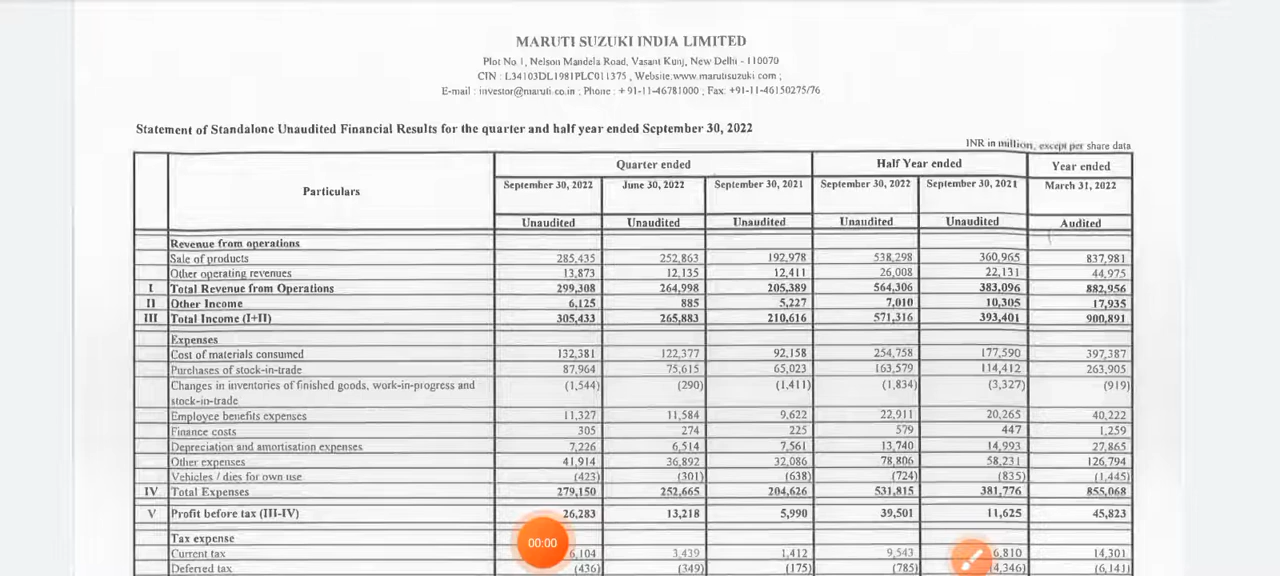 MARUTI SUZUKI INDIA LIMITED
Plot No 1, Nelson Mandela Road, Vasant Kunj, New Delhi - 110070
CIN : L34103DL1981PLC011375 , Website.www.marutisuzuki com ;
E-mail : investor@maruti.co.in ; Phone : + 91-11-46781000 ; Fax: +91-11-46150275/76
Statement of Standalone Unaudited Financial Results for the quarter and half year ended September 30, 2022
INR in million, except per share data
Particulars Quarter ended Half Year ended Year ended
September 30, 2022 June 30, 2022 September 30, 2021 September 30, 2022 September 30, 2021 March 31, 2022
Unaudited Unaudited Unaudited Unaudited Unaudited Audited
Revenue from operations
Sale of products 285,435 252,863 192,978 538,298 360,965 837,981
Other operating revenues 13,873 12,135 12,411 26,008 22,131 44,975
I Total Revenue from Operations 299,308 264,998 205,389 564,306 383,096 882,956
II Other Income 6,125 885 5,227 7,010 10,305 17,935
III Total Income (I+II) 305,433 265,883 210,616 571,316 393,401 900,891
Expenses
Cost of materials consumed 132,381 122,377 92,158 254,758 177,590 397,387
Purchases of stock-in-trade 87,964 75,615 65,023 163,579 114,412 263,905
Changes in inventories of finished goods, work-in-progress and (1,544) (290) (1,411) (1,834) (3,327) (919)
stock-in-trade
Employee benefits expenses 11,327 11,584 9,622 22,911 20,265 40,222
Finance costs 305 274 225 579 447 1,259
Depreciation and amortisation expenses 7,226 6,514 7,561 13,740 14,993 27,865
Other expenses 41,914 36,892 32,086 78,806 58,231 126,794
Vehicles / dies for own use (423) (301) (638) (724) (835) (1,445)
IV Total Expenses 279,150 252,665 204,626 531,815 381,776 855,068
V Profit before tax (III-IV) 26,283 13,218 5,990 39,501 11,625 45,823
Tax expense
00:00
Current tax 6,104 3,439 1,412 9,543 6,810 14,301
Deferred tax (436) (349) (175) (785) (4,346) (6,141)